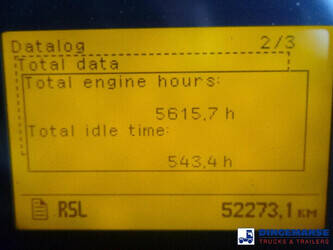 Datalog 2/3
Total data
Total engine hours:
5615,7 h
Total idle time:
543,4 h
RSL 52273,1 KM
TRUCKS & TRAILERS